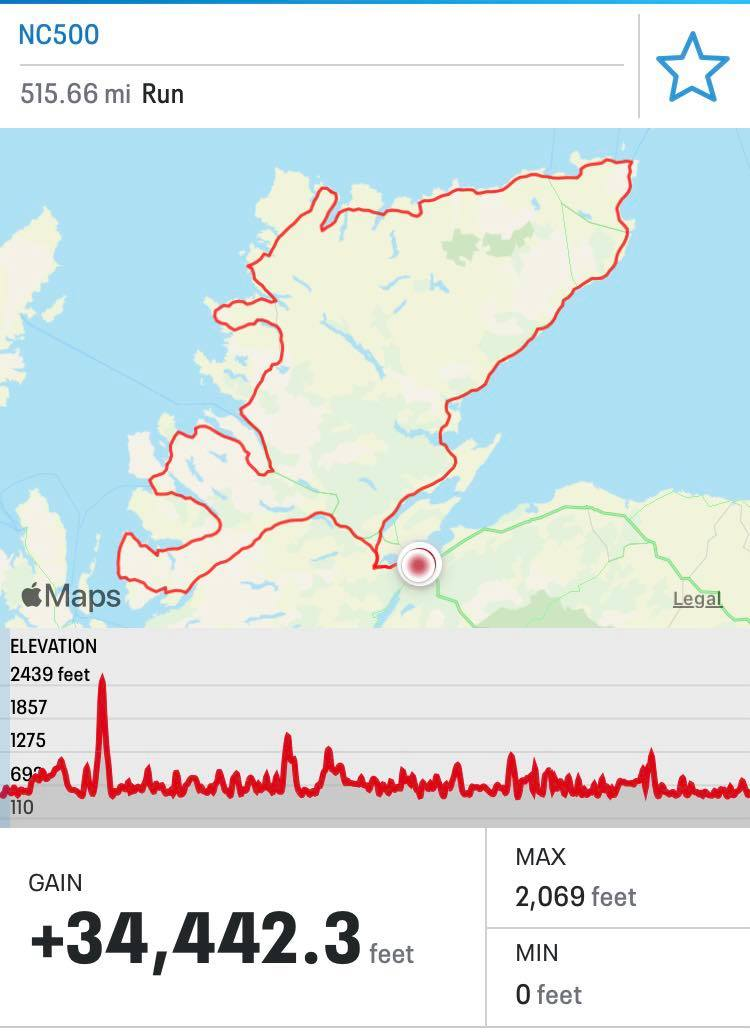 NC500
515.66 mi Run
Maps
Legal
ELEVATION
2439 feet
1857
1275
692
110
GAIN
+34,442.3 feet
MAX
2,069 feet
MIN
0 feet